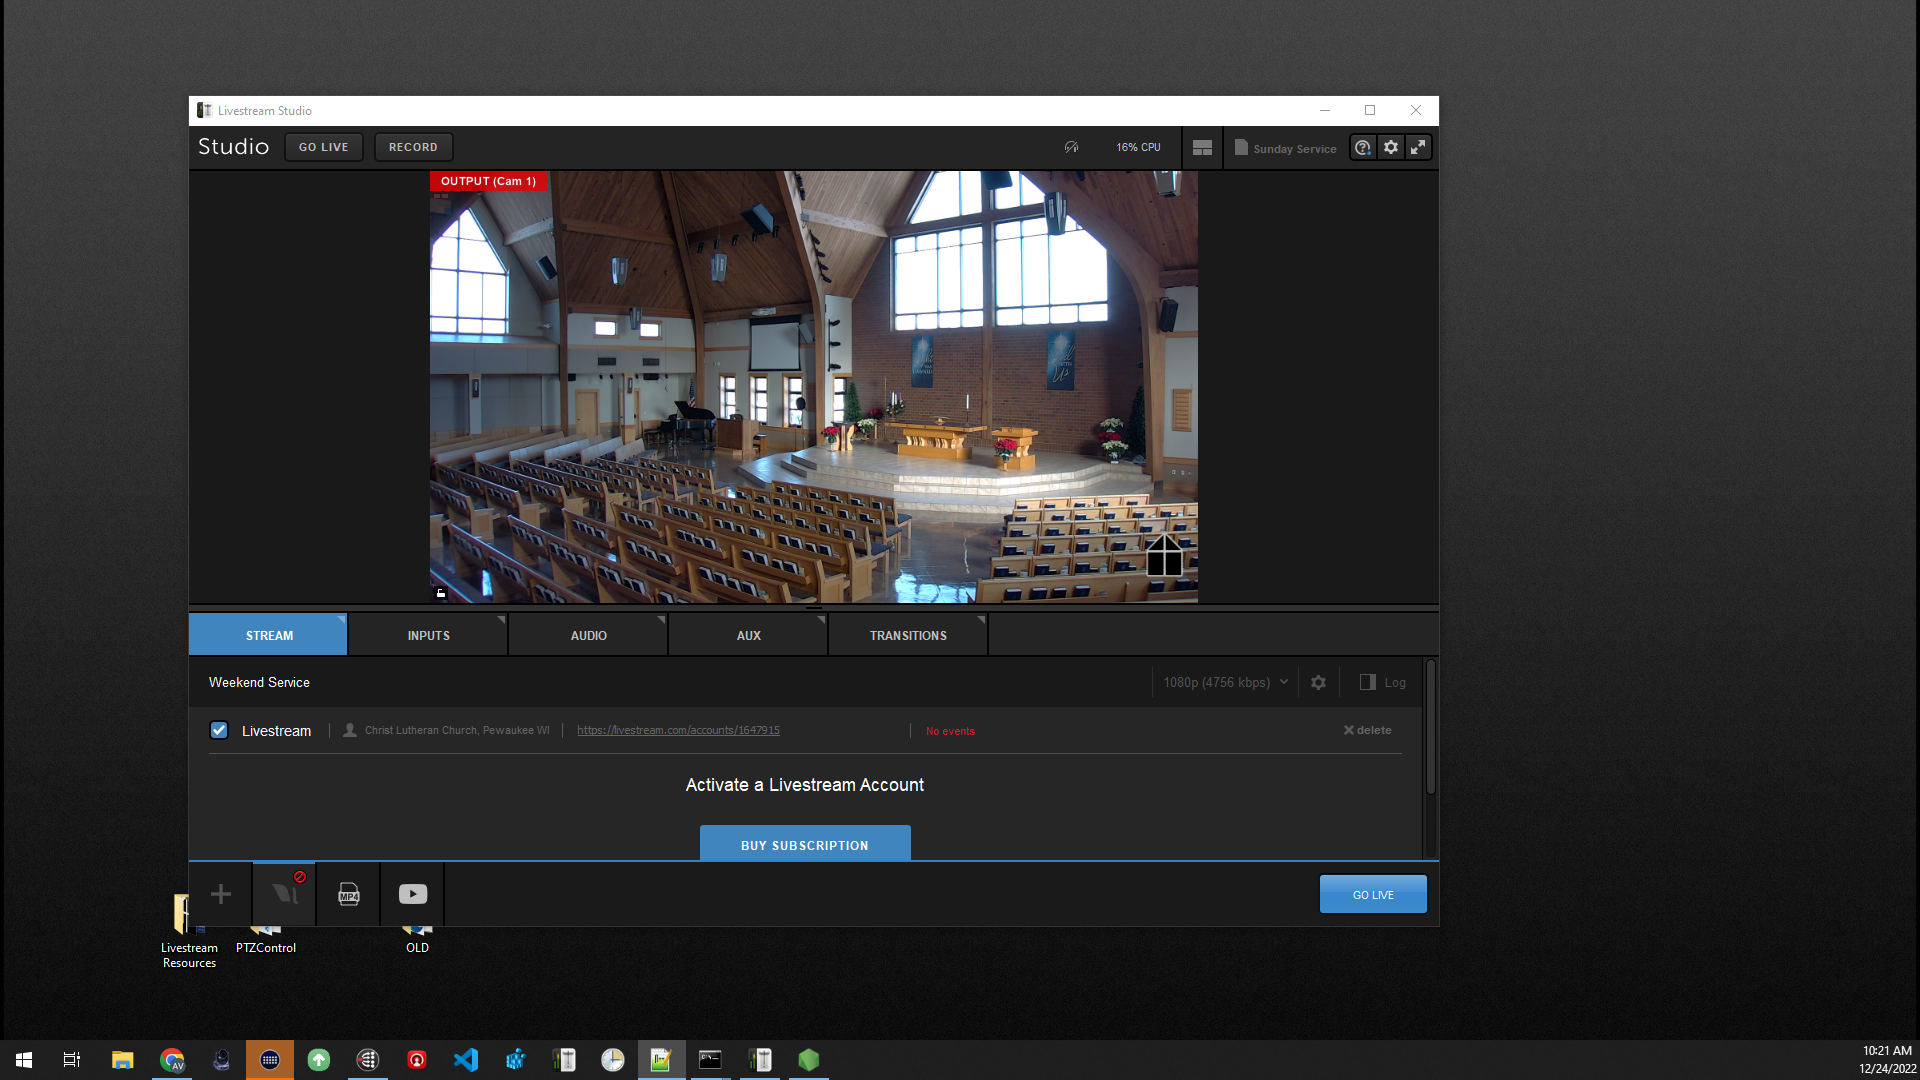 Livestream Studio
Studio
GO LIVE
RECORD
16% CPU
Sunday Service
OUTPUT (Cam 1)
STREAM
INPUTS
AUDIO
AUX
TRANSITIONS
Weekend Service
1080p (4756 kbps)
Log
Livestream
Christ Lutheran Church, Pewaukee WI
https://livestream.com/accounts/1647915
No events
delete
Activate a Livestream Account
BUY SUBSCRIPTION
MP4
GO LIVE
Livestream
Resources
PTZControl
OLD
AV
10:21 AM
12/24/2022